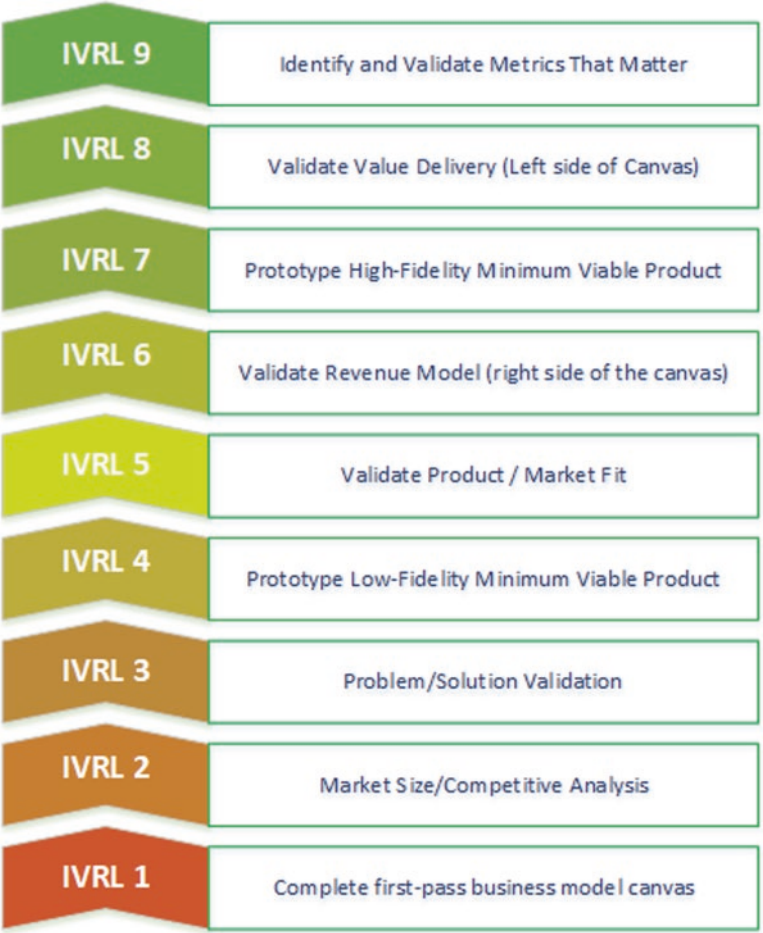 IVRL 9
Identify and Validate Metrics That Matter
IVRL 8
Validate Value Delivery (Left side of Canvas)
IVRL 7
Prototype High-Fidelity Minimum Viable Product
IVRL 6
Validate Revenue Model (right side of the canvas)
IVRL 5
Validate Product / Market Fit
IVRL 4
Prototype Low-Fidelity Minimum Viable Product
IVRL 3
Problem/Solution Validation
IVRL 2
Market Size/Competitive Analysis
IVRL 1
Complete first-pass business model canvas